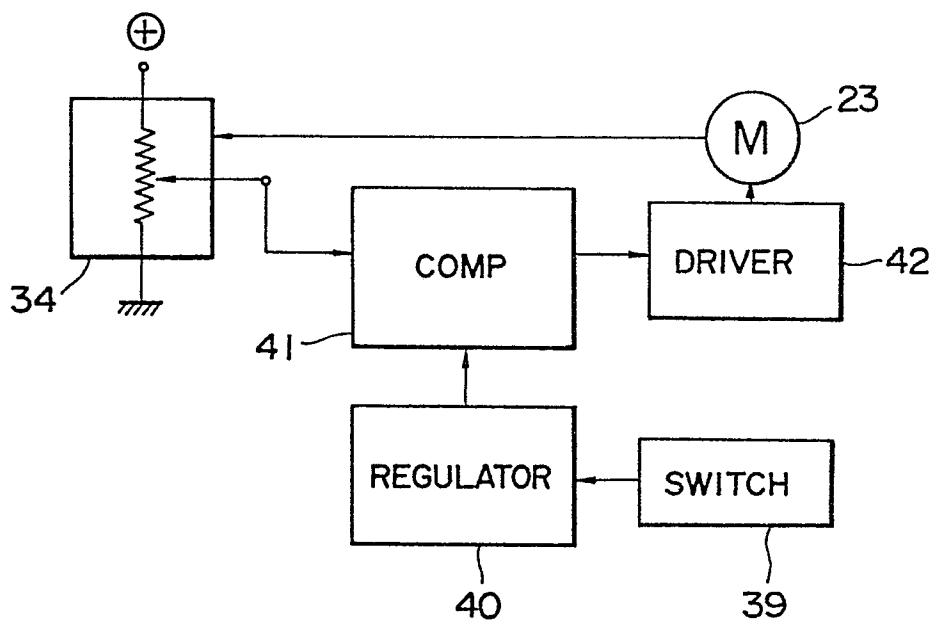 +
23
M
COMP
DRIVER
42
34
41
REGULATOR
SWITCH
40
39